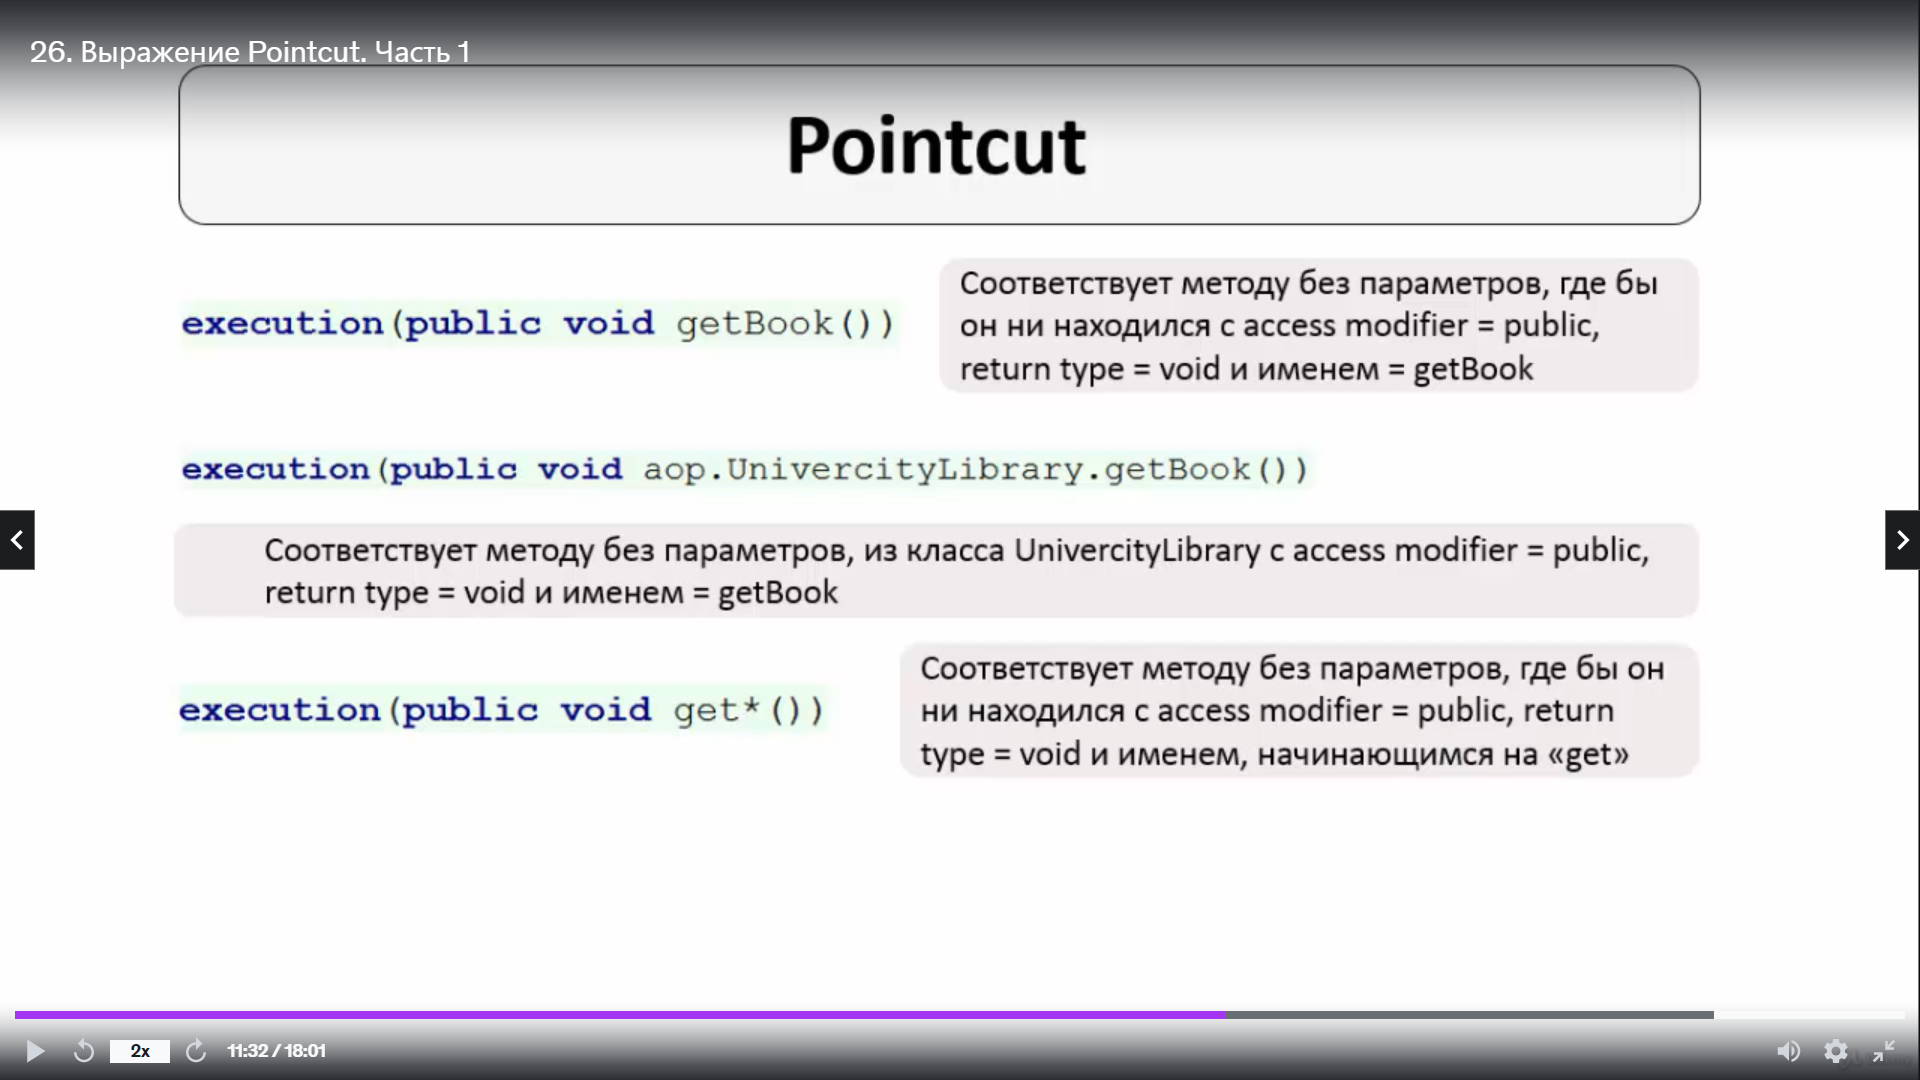 26. Выражение Pointcut. Часть 1
Pointcut
execution(public void getBook())
Соответствует методу без параметров, где бы
он ни находился с access modifier = public,
return type = void и именем = getBook
execution(public void aop.UnivercityLibrary.getBook())
Соответствует методу без параметров, из класса UnivercityLibrary с access modifier = public,
return type = void и именем = getBook
execution(public void get*())
Соответствует методу без параметров, где бы он
ни находился с access modifier = public, return
type = void и именем, начинающимся на «get»
2x
11:32 / 18:01